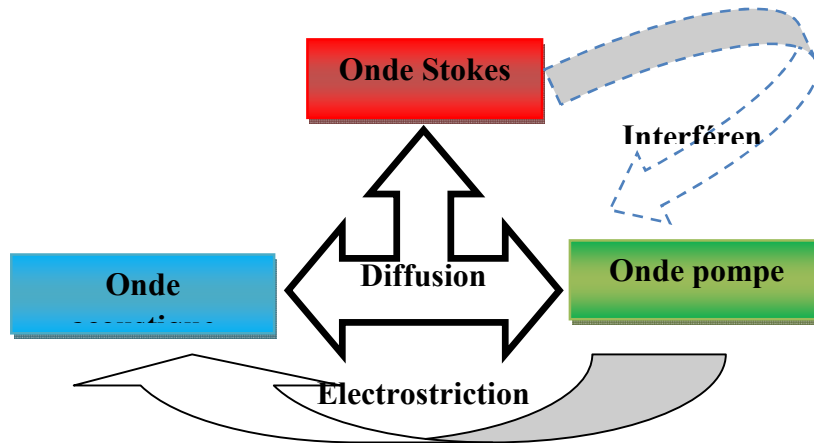 Onde Stokes
Interféren
Diffusion
Onde pompe
Onde
Electrostriction